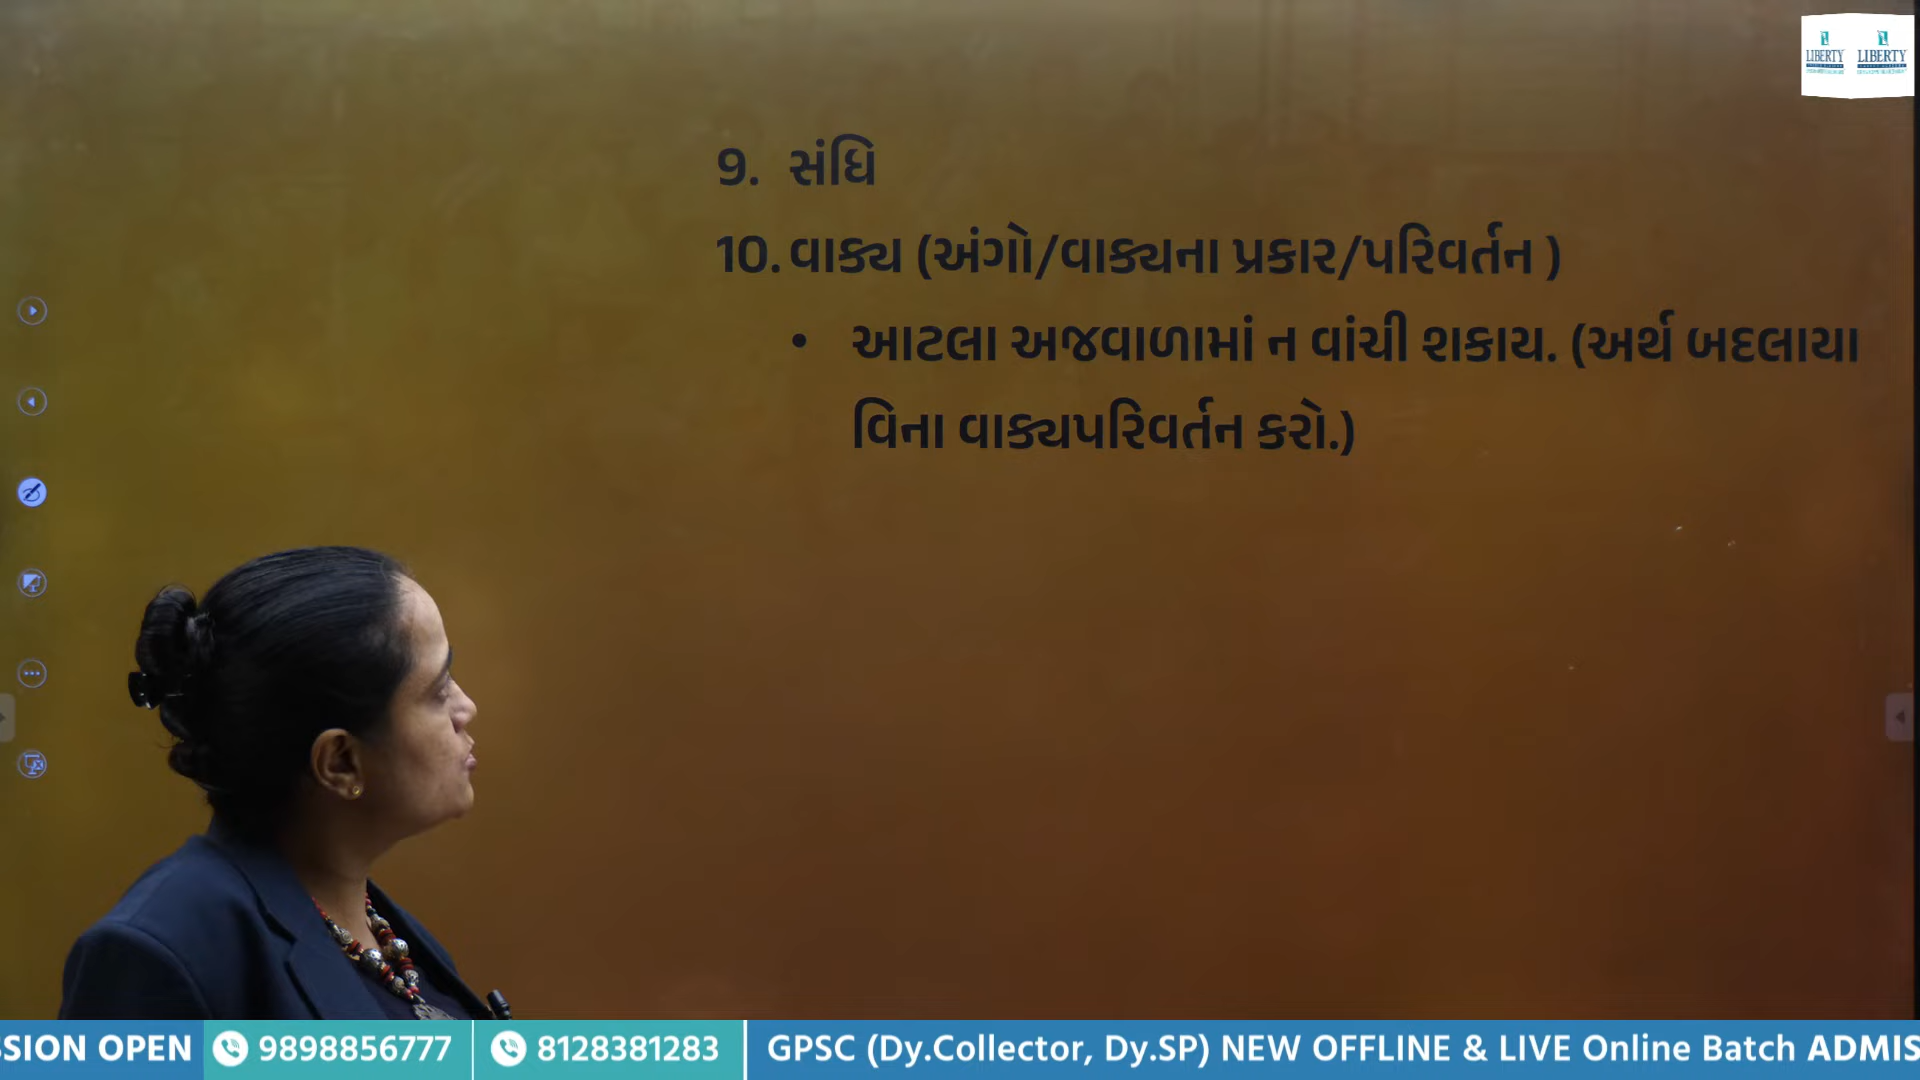 LIBERTY LIBERTY
9. સંધિ
10. વાક્ય (અંગો/વાક્યના પ્રકાર/પરિવર્તન )
• આટલા અજવાળામાં ન વાંચી શકાય. (અર્થ બદલાયા
વિના વાક્યપરિવર્તન કરો.)
SSION OPEN 9898856777 8128381283 GPSC (Dy.Collector, Dy.SP) NEW OFFLINE & LIVE Online Batch ADMIS